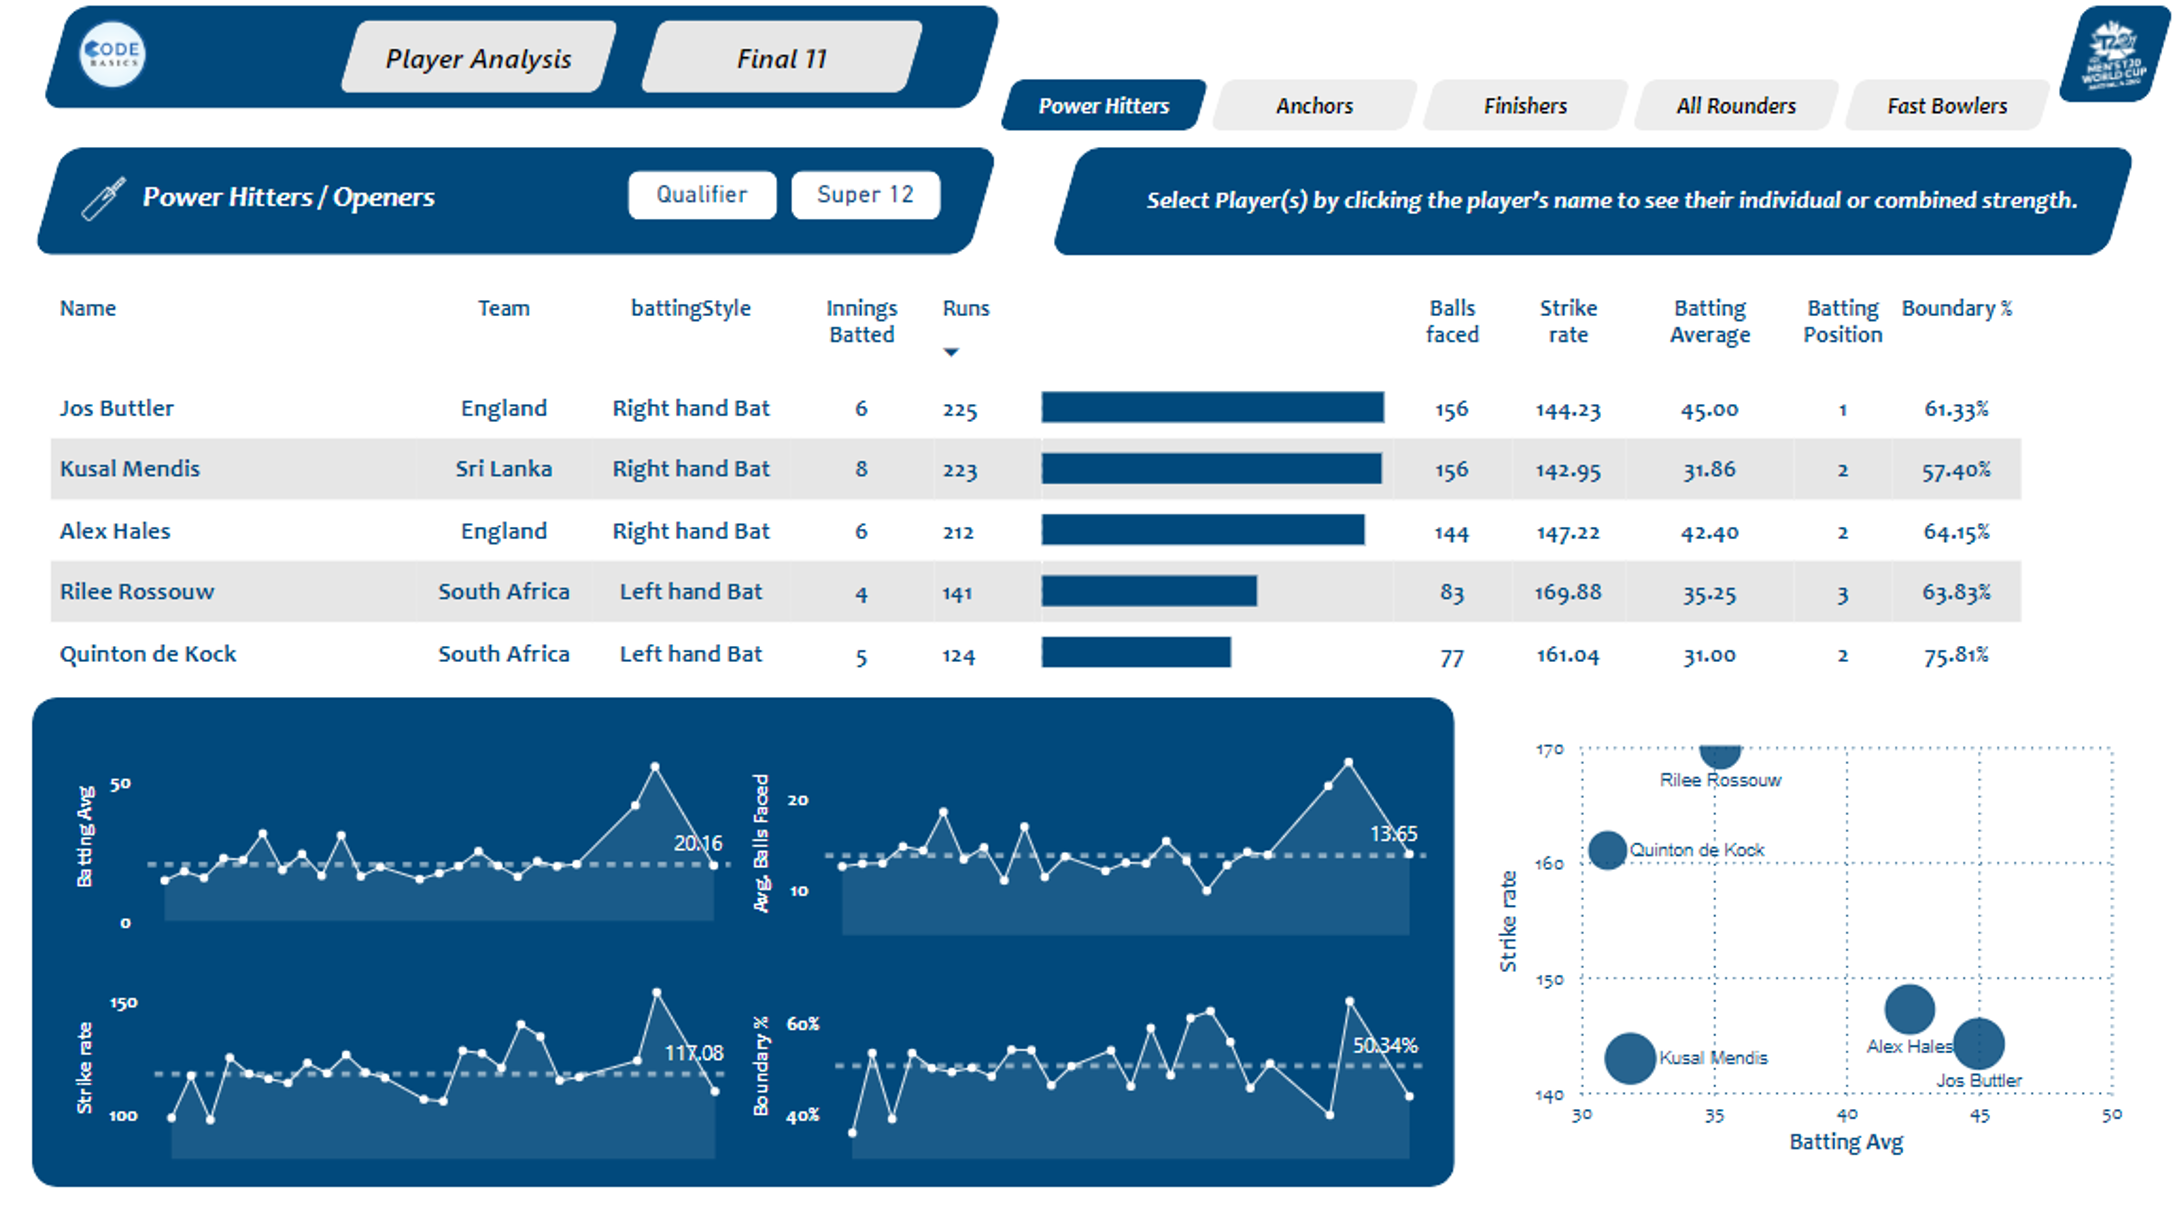 CODE
BASICS
Player Analysis
Final 11
Power Hitters
Anchors
Finishers
All Rounders
Fast Bowlers
MEN'S T20
WORLD CUP
Power Hitters / Openers
Qualifier
Super 12
Select Player(s) by clicking the player's name to see their individual or combined strength.
Name Team battingStyle Innings Batted Runs Balls faced Strike rate Batting Average Batting Position Boundary %
Jos Buttler England Right hand Bat 6 225 156 144.23 45.00 1 61.33%
Kusal Mendis Sri Lanka Right hand Bat 8 223 156 142.95 31.86 2 57.40%
Alex Hales England Right hand Bat 6 212 144 147.22 42.40 2 64.15%
Rilee Rossouw South Africa Left hand Bat 4 141 83 169.88 35.25 3 63.83%
Quinton de Kock South Africa Left hand Bat 5 124 77 161.04 31.00 2 75.81%
Batting Avg
50
0
20.16
Avg. Balls Faced
20
10
13.65
Strike rate
150
100
117.08
Boundary %
60%
40%
50.34%
Strike rate
170
160
150
140
Rilee Rossouw
Quinton de Kock
Alex Hales
Kusal Mendis
Jos Buttler
30 35 40 45 50
Batting Avg